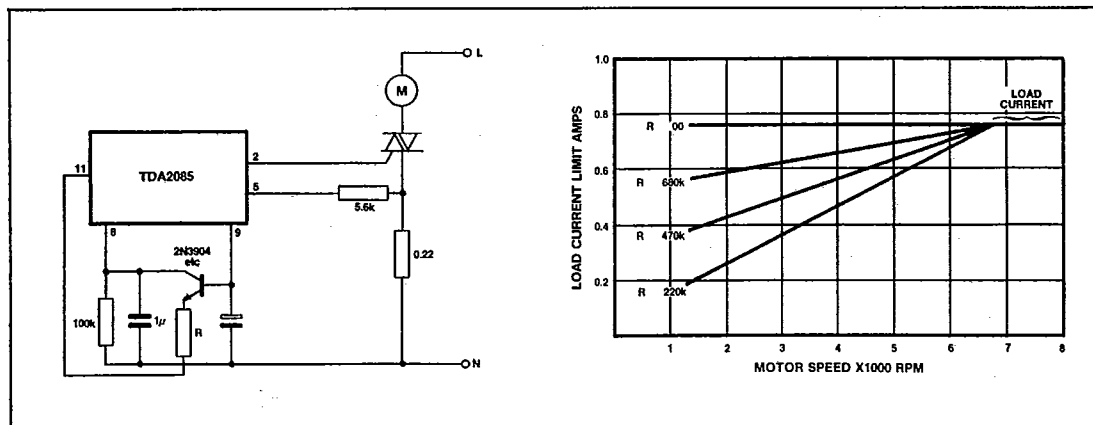 L
M
2
11
TDA2085
5
5.6k
8
9
2N3904
etc
0.22
100k
1μ
R
N
LOAD CURRENT LIMIT AMPS
1.0
0.8
0.6
0.4
0.2
LOAD
CURRENT
R 00
R 680k
R 470k
R 220k
1 2 3 4 5 6 7 8
MOTOR SPEED X1000 RPM